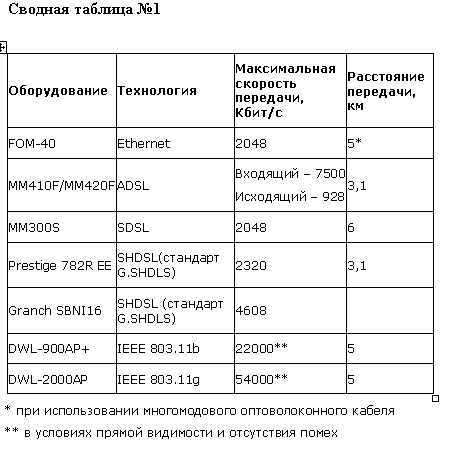 Сводная таблица №1
Оборудование Технология Максимальная скорость передачи, Кбит/с Расстояние передачи, км
FOM-40 Ethernet 2048 5*
MM410F/MM420F ADSL Входящий – 7500 Исходящий – 928 3,1
MM300S SDSL 2048 6
Prestige 782R EE SHDSL(стандарт G.SHDLS) 2320 3,1
Granch SBNI16 SHDSL (стандарт G.SHDLS) 4608
DWL-900AP+ IEEE 803.11b 22000** 5
DWL-2000AP IEEE 803.11g 54000** 5
* при использовании многомодового оптоволоконного кабеля
** в условиях прямой видимости и отсутствия помех